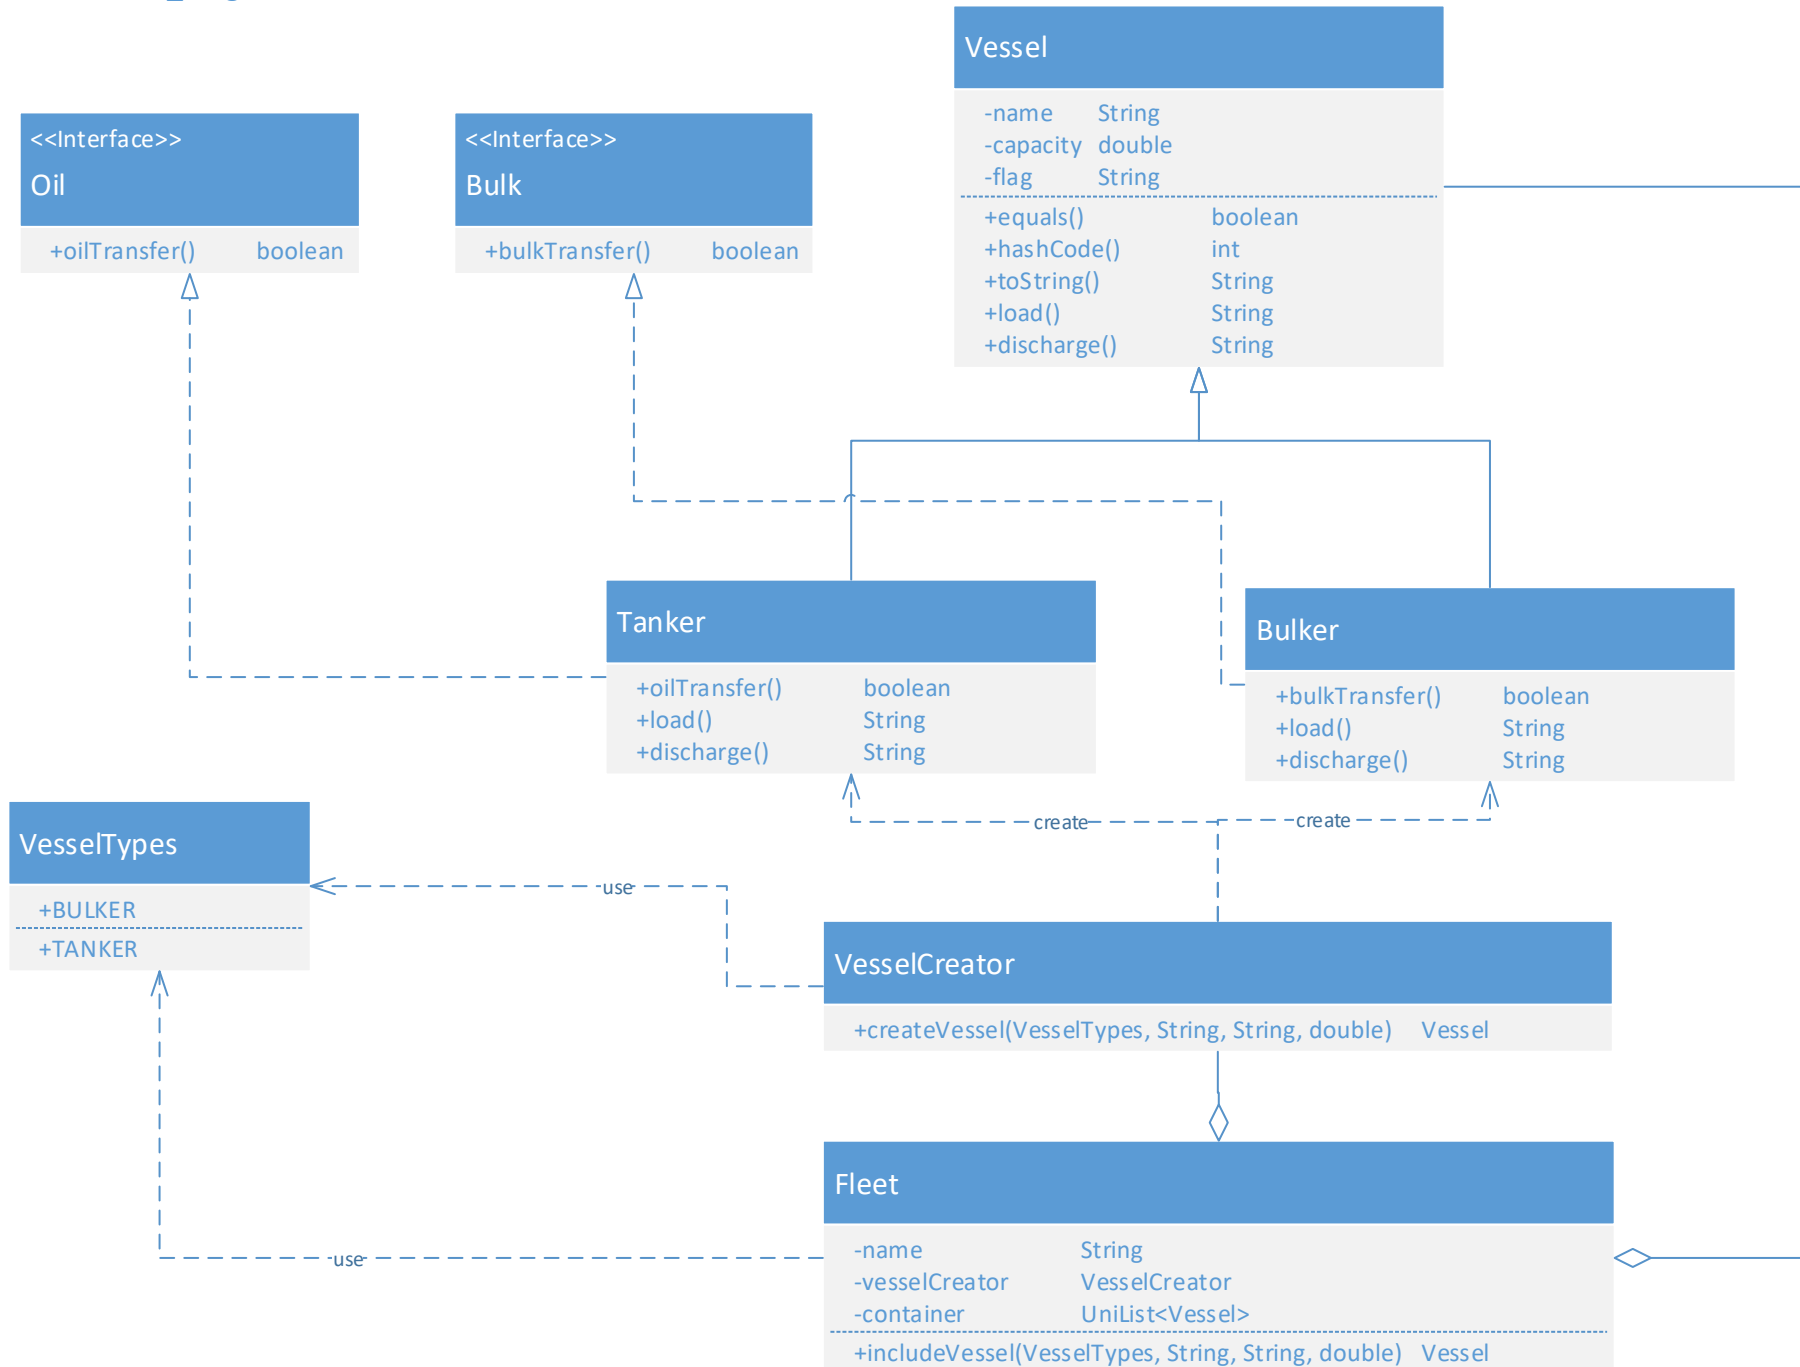 Vessel
-name String
-capacity double
-flag String
+equals() boolean
+hashCode() int
+toString() String
+load() String
+discharge() String
<<Interface>>
Oil
+oilTransfer() boolean
<<Interface>>
Bulk
+bulkTransfer() boolean
Tanker
+oilTransfer() boolean
+load() String
+discharge() String
Bulker
+bulkTransfer() boolean
+load() String
+discharge() String
create
create
VesselTypes
+BULKER
+TANKER
use
VesselCreator
+createVessel(VesselTypes, String, String, double) Vessel
use
Fleet
-name String
-vesselCreator VesselCreator
-container UniList<Vessel>
+includeVessel(VesselTypes, String, String, double) Vessel